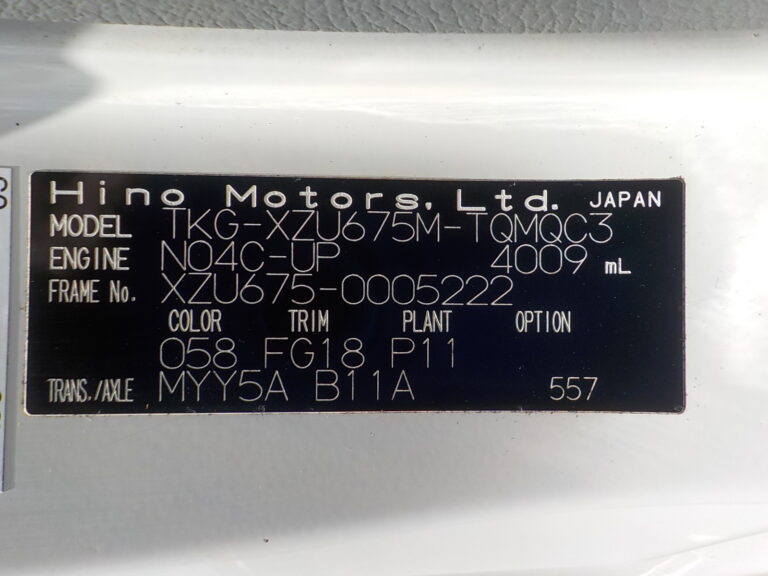 Hino Motors, Ltd. JAPAN
MODEL TKG-XZU675M-TQMQC3
ENGINE N04C-UP 4009 mL
FRAME No. XZU675-0005222
COLOR TRIM PLANT OPTION
058 FG18 P11
TRANS./AXLE MYY5A B11A 557